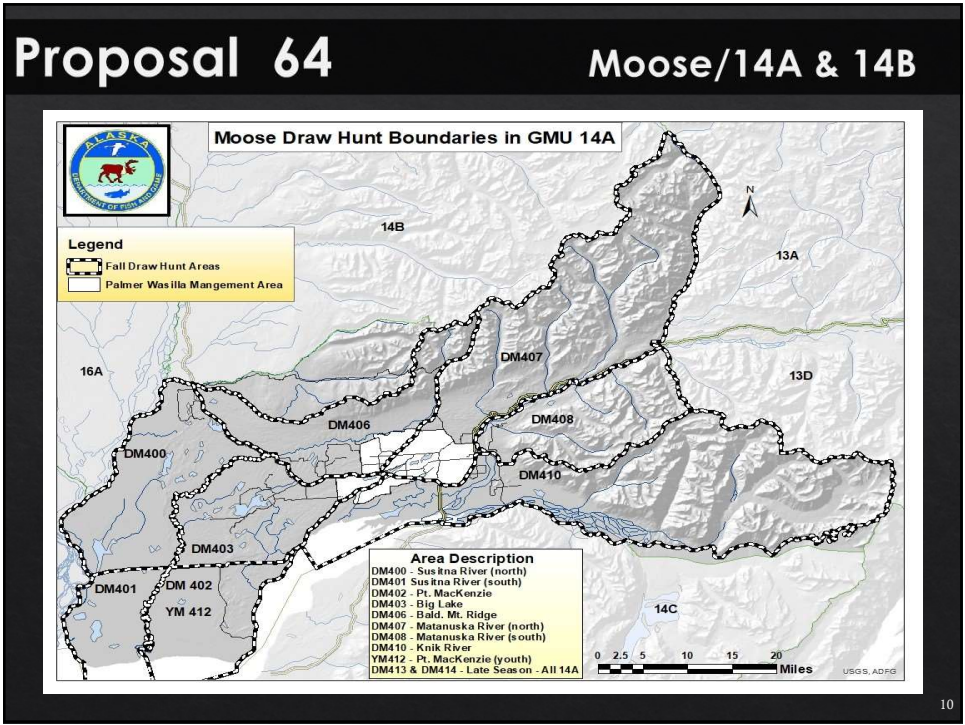 Proposal 64
Moose/14A & 14B
Moose Draw Hunt Boundaries in GMU 14A
ALASKA
DEPARTMENT OF FISH AND GAME
N
14B
13A
Legend
Fall Draw Hunt Areas
Palmer Wasilla Mangement Area
16A
DM407
13D
DM406
DM408
DM400
DM410
DM403
DM401
DM 402
YM 412
14C
Area Description
DM400 - Susitna River (north)
DM401 Susitna River (south)
DM402 - Pt. MacKenzie
DM403 - Big Lake
DM406 - Bald. Mt. Ridge
DM407 - Matanuska River (north)
DM408 - Matanuska River (south)
DM410 - Knik River
YM412 - Pt. MacKenzie (youth)
DM413 & DM414 - Late Season - All 14A
0 2.5 5 10 15 20
Miles
USGS, ADFG
10